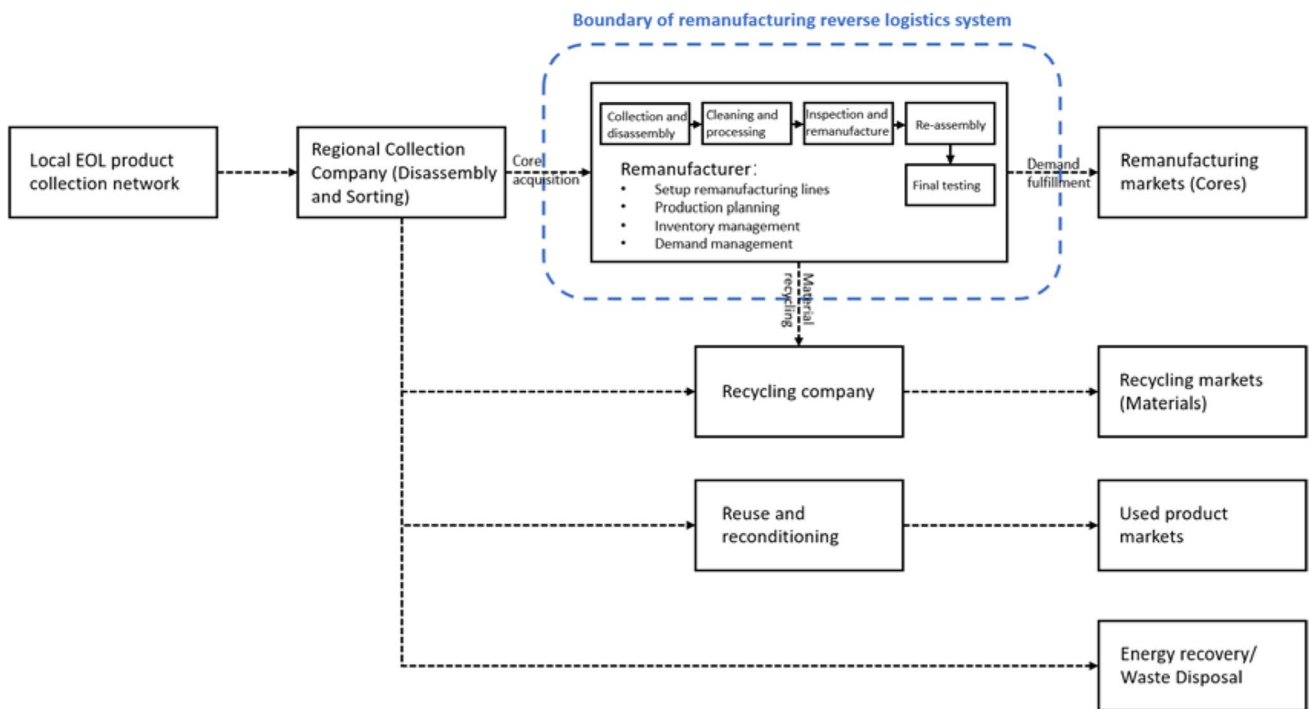 Boundary of remanufacturing reverse logistics system
Local EOL product
collection network
Regional Collection
Company (Disassembly
and Sorting)
Core
acquisition
Collection and
disassembly
Cleaning and
processing
Inspection and
remanufacture
Re-assembly
Final testing
Remanufacturer:
• Setup remanufacturing lines
• Production planning
• Inventory management
• Demand management
Demand
fulfillment
Remanufacturing
markets (Cores)
Material
recycling
Recycling company
Recycling markets
(Materials)
Reuse and
reconditioning
Used product
markets
Energy recovery/
Waste Disposal